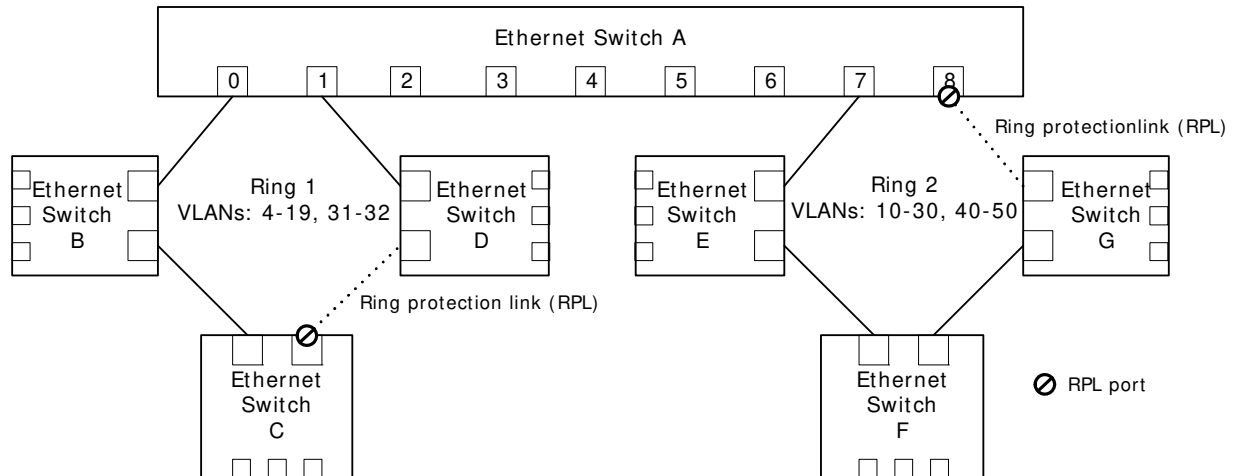 Ethernet Switch A
0 1 2 3 4 5 6 7 8
Ring protectionlink (RPL)
Ethernet
Switch
B
Ring 1
VLANs: 4-19, 31-32
Ethernet
Switch
D
Ethernet
Switch
E
Ring 2
VLANs: 10-30, 40-50
Ethernet
Switch
G
Ring protection link (RPL)
Ethernet
Switch
C
Ethernet
Switch
F
RPL port